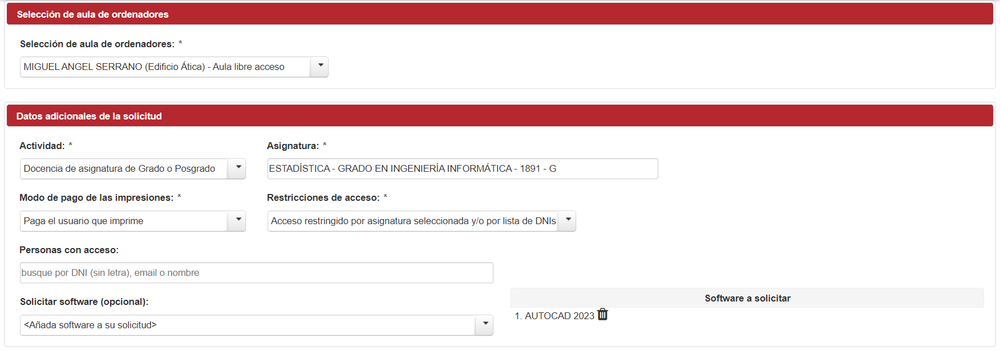 Selección de aula de ordenadores
Selección de aula de ordenadores: *
MIGUEL ANGEL SERRANO (Edificio Ática) - Aula libre acceso
Datos adicionales de la solicitud
Actividad: *
Asignatura: *
Docencia de asignatura de Grado o Posgrado
ESTADÍSTICA - GRADO EN INGENIERÍA INFORMÁTICA - 1891 - G
Modo de pago de las impresiones: *
Restricciones de acceso: *
Paga el usuario que imprime
Acceso restringido por asignatura seleccionada y/o por lista de DNIs
Personas con acceso:
busque por DNI (sin letra), email o nombre
Solicitar software (opcional):
<Añada software a su solicitud>
Software a solicitar
1. AUTOCAD 2023